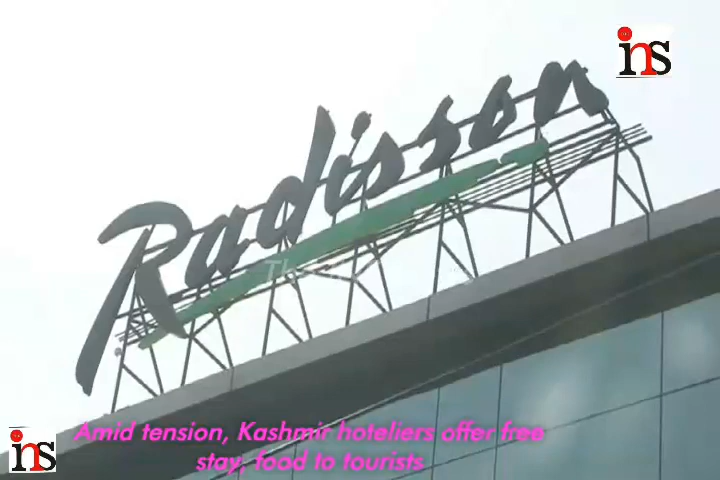 ins
Radisson
ins
Amid tension, Kashmir hoteliers offer free
stay, food to tourists